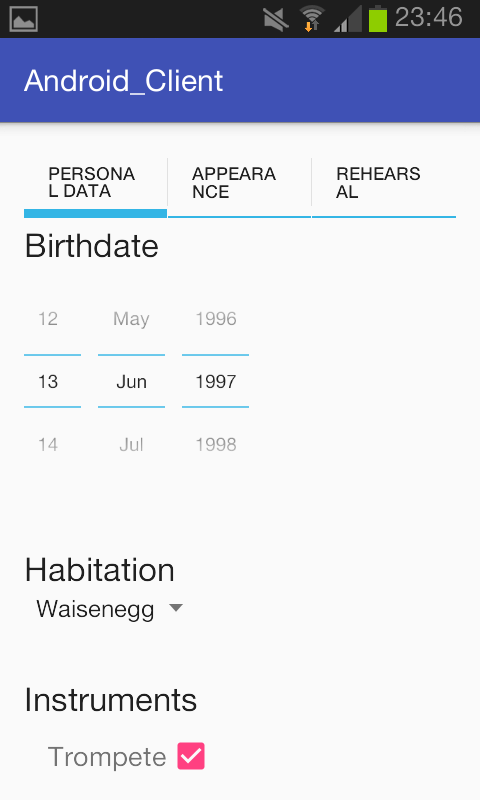 23:46
Android_Client
PERSONA
L DATA
APPEARA
NCE
REHEARS
AL
Birthdate
12 May 1996
13 Jun 1997
14 Jul 1998
Habitation
Waisenegg
Instruments
Trompete